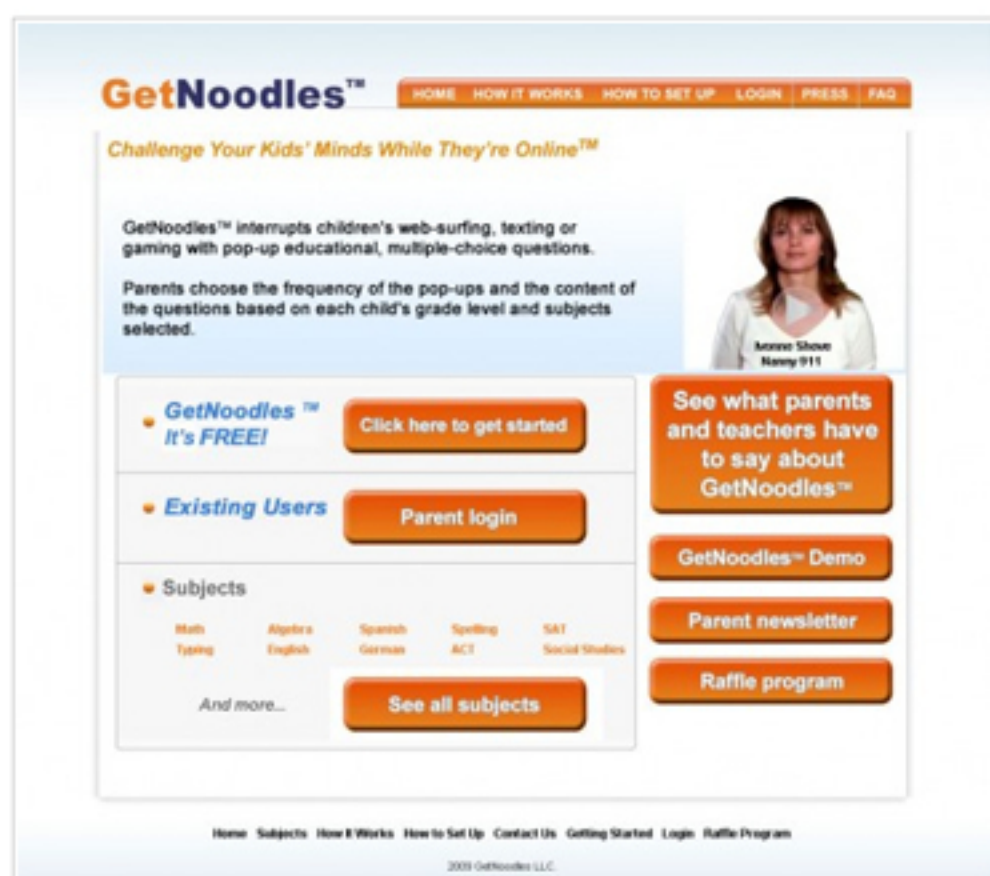 GetNoodles™
HOME HOW IT WORKS HOW TO SET UP LOGIN PRESS FAQ
Challenge Your Kids' Minds While They're Online™
GetNoodles™ interrupts children's web-surfing, texting or
gaming with pop-up educational, multiple-choice questions.
Parents choose the frequency of the pop-ups and the content of
the questions based on each child's grade level and subjects
selected.
Ivonne Shove
Nanny 911
GetNoodles ™
It's FREE!
Click here to get started
Existing Users
Parent login
Subjects
Math Algebra Spanish Spelling SAT
Typing English German ACT Social Studies
And more...
See all subjects
See what parents
and teachers have
to say about
GetNoodles™
GetNoodles™ Demo
Parent newsletter
Raffle program
Home Subjects How It Works How to Set Up Contact Us Getting Started Login Raffle Program
2009 GetNoodles LLC.